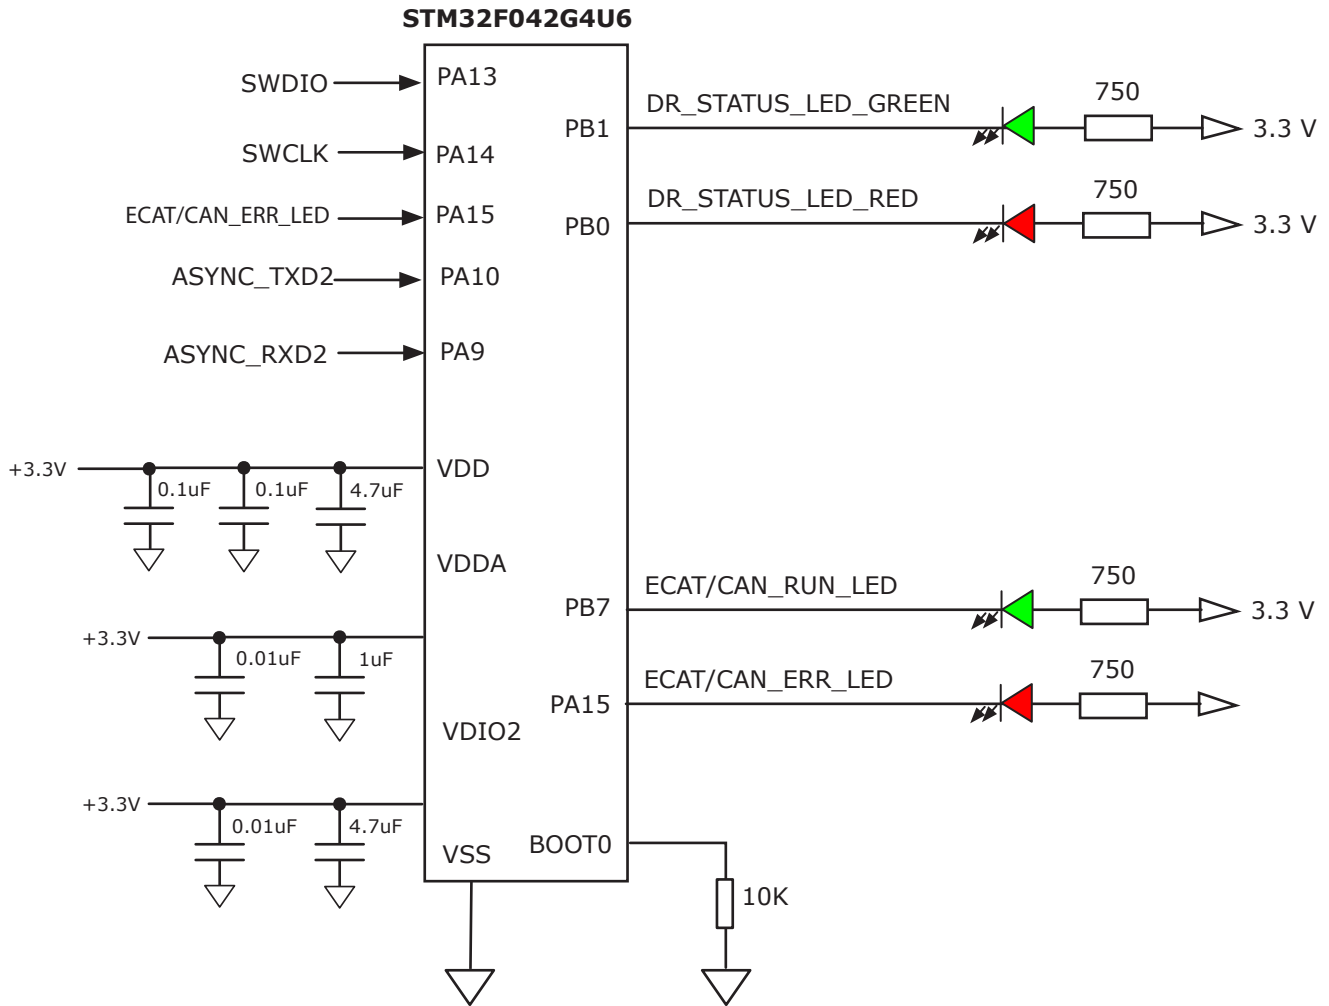 STM32F042G4U6
SWDIO
PA13
SWCLK
PA14
ECAT/CAN_ERR_LED
PA15
ASYNC_TXD2
PA10
ASYNC_RXD2
PA9
+3.3V
VDD
0.1uF
0.1uF
4.7uF
VDDA
+3.3V
0.01uF
1uF
VDIO2
+3.3V
0.01uF
4.7uF
VSS
PB1
DR_STATUS_LED_GREEN
750
3.3 V
PB0
DR_STATUS_LED_RED
750
3.3 V
PB7
ECAT/CAN_RUN_LED
750
3.3 V
PA15
ECAT/CAN_ERR_LED
750
BOOT0
10K